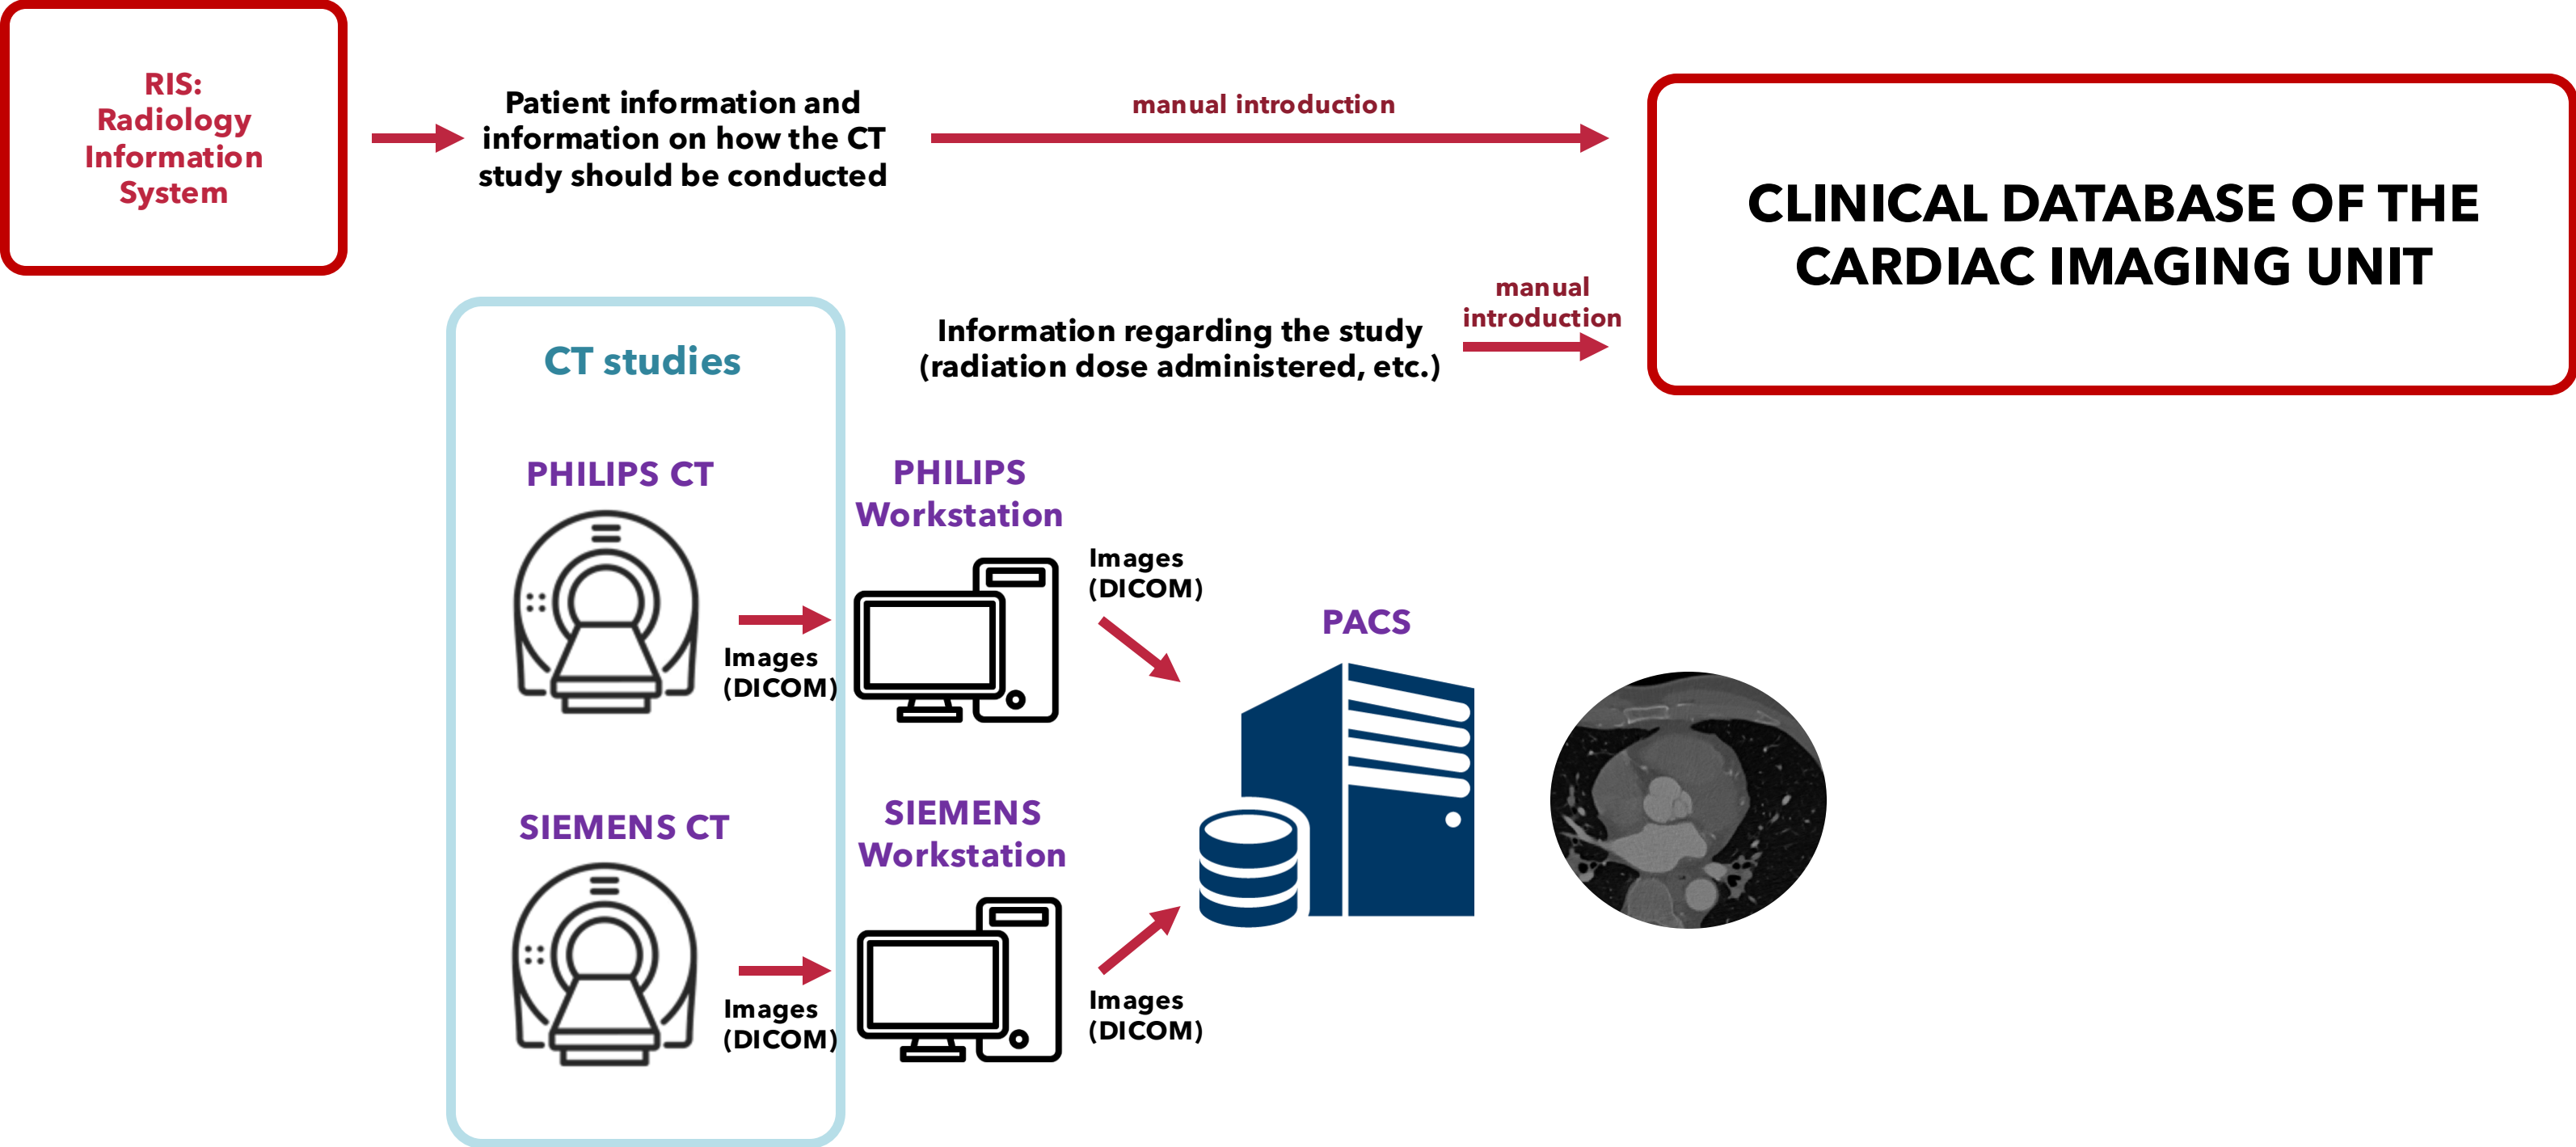 RIS:
Radiology
Information
System
Patient information and
information on how the CT
study should be conducted
manual introduction
CLINICAL DATABASE OF THE
CARDIAC IMAGING UNIT
manual
introduction
Information regarding the study
(radiation dose administered, etc.)
CT studies
PHILIPS CT
Images
(DICOM)
PHILIPS
Workstation
Images
(DICOM)
PACS
SIEMENS CT
Images
(DICOM)
SIEMENS
Workstation
Images
(DICOM)